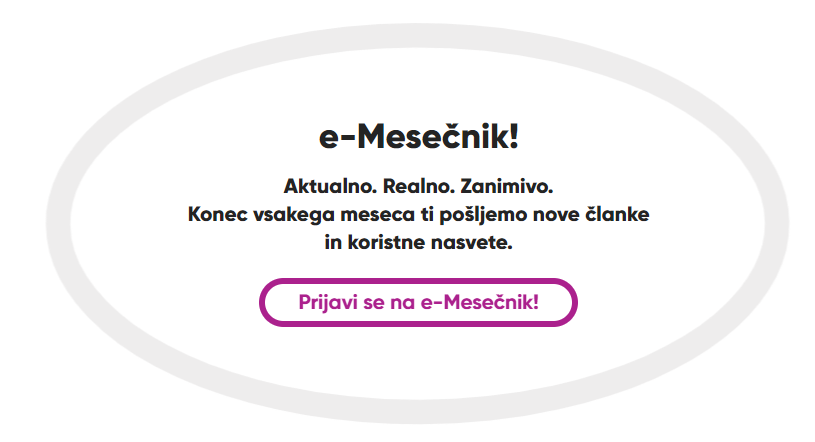 e-Mesečnik!
Aktualno. Realno. Zanimivo.
Konec vsakega meseca ti pošljemo nove članke
in koristne nasvete.
Prijavi se na e-Mesečnik!